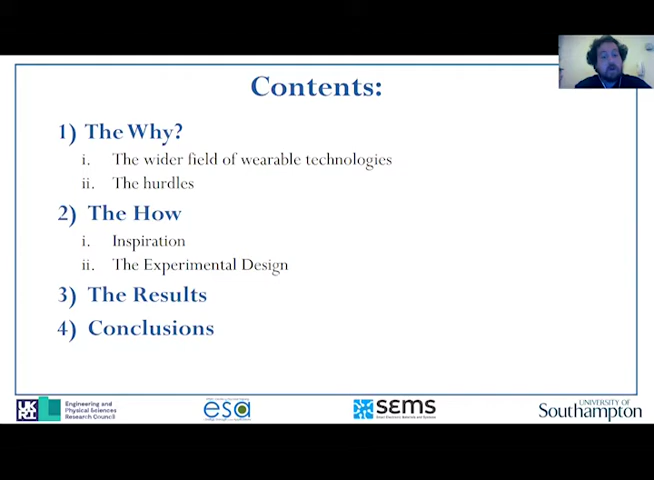 Contents:
1) The Why?
i. The wider field of wearable technologies
ii. The hurdles
2) The How
i. Inspiration
ii. The Experimental Design
3) The Results
4) Conclusions
UKRI
Engineering and
Physical Sciences
Research Council
esa
sems
UNIVERSITY OF
Southampton